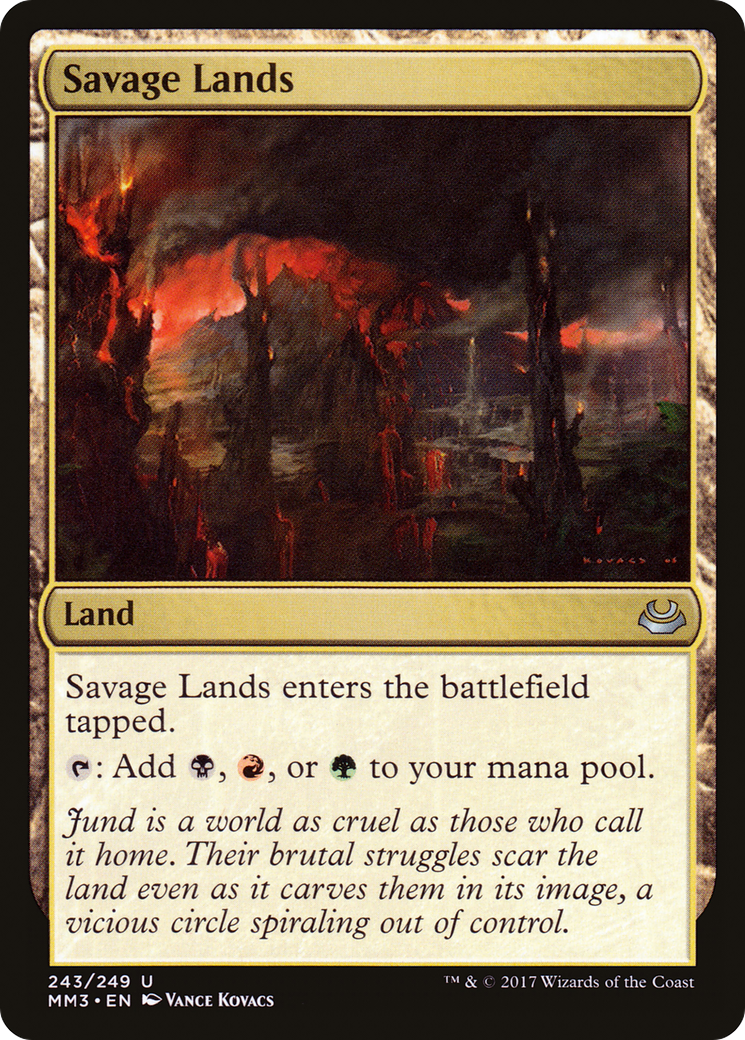 Savage Lands
KOVACS 08
Land
Savage Lands enters the battlefield
tapped.
: Add , , or to your mana pool.
Jund is a world as cruel as those who call
it home. Their brutal struggles scar the
land even as it carves them in its image, a
vicious circle spiraling out of control.
243/249 U
MM3 • EN VANCE KOVACS
™ & © 2017 Wizards of the Coast